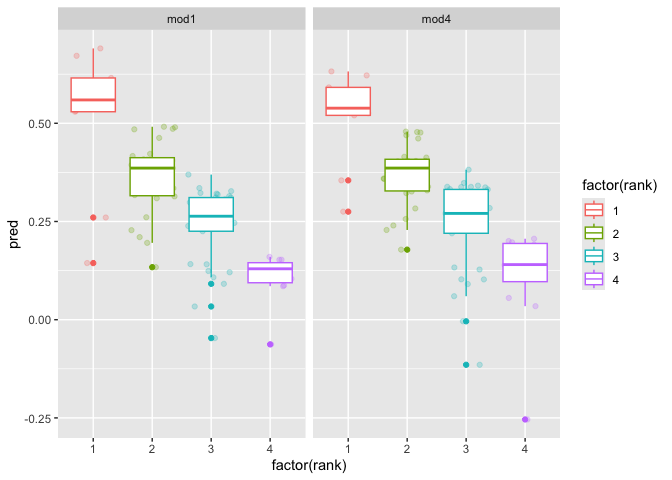 mod1
mod4
pred
0.50
0.25
0.00
-0.25
1 2 3 4
1 2 3 4
factor(rank)
factor(rank)
1
2
3
4